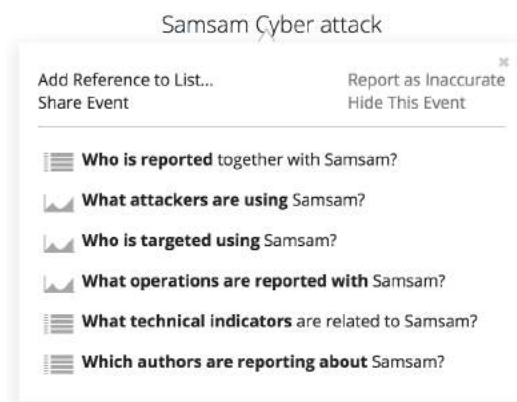 Samsam Cyber attack
Add Reference to List...
Report as Inaccurate
Share Event
Hide This Event
Who is reported together with Samsam?
What attackers are using Samsam?
Who is targeted using Samsam?
What operations are reported with Samsam?
What technical indicators are related to Samsam?
Which authors are reporting about Samsam?